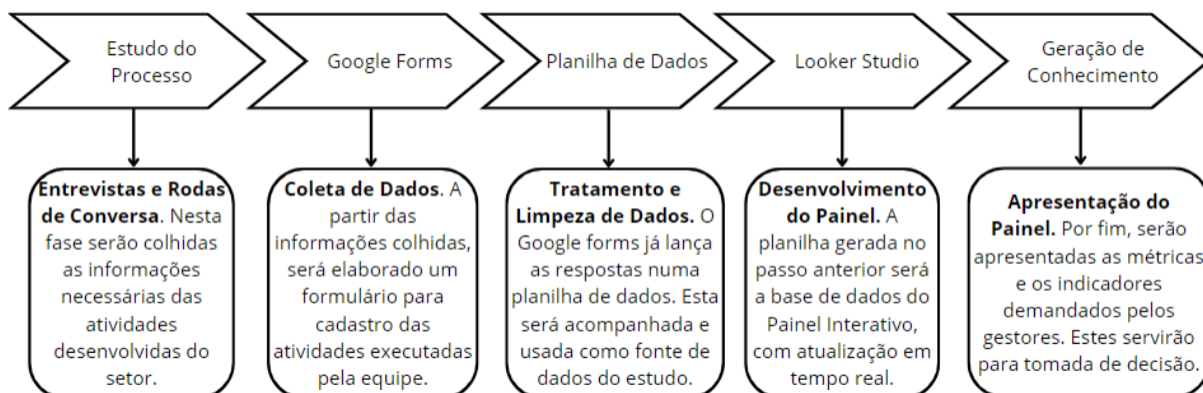 Estudo do
Processo
Google Forms
Planilha de Dados
Looker Studio
Geração de
Conhecimento
Entrevistas e Rodas
de Conversa. Nesta
fase serão colhidas
as informações
necessárias das
atividades
desenvolvidas do
setor.
Coleta de Dados. A
partir das
informações colhidas,
será elaborado um
formulário para
cadastro das
atividades executadas
pela equipe.
Tratamento e
Limpeza de Dados. O
Google forms já lança
as respostas numa
planilha de dados. Esta
será acompanhada e
usada como fonte de
dados do estudo.
Desenvolvimento
do Painel. A
planilha gerada no
passo anterior será
a base de dados do
Painel Interativo,
com atualização em
tempo real.
Apresentação do
Painel. Por fim, serão
apresentadas as métricas
e os indicadores
demandados pelos
gestores. Estes servirão
para tomada de decisão.